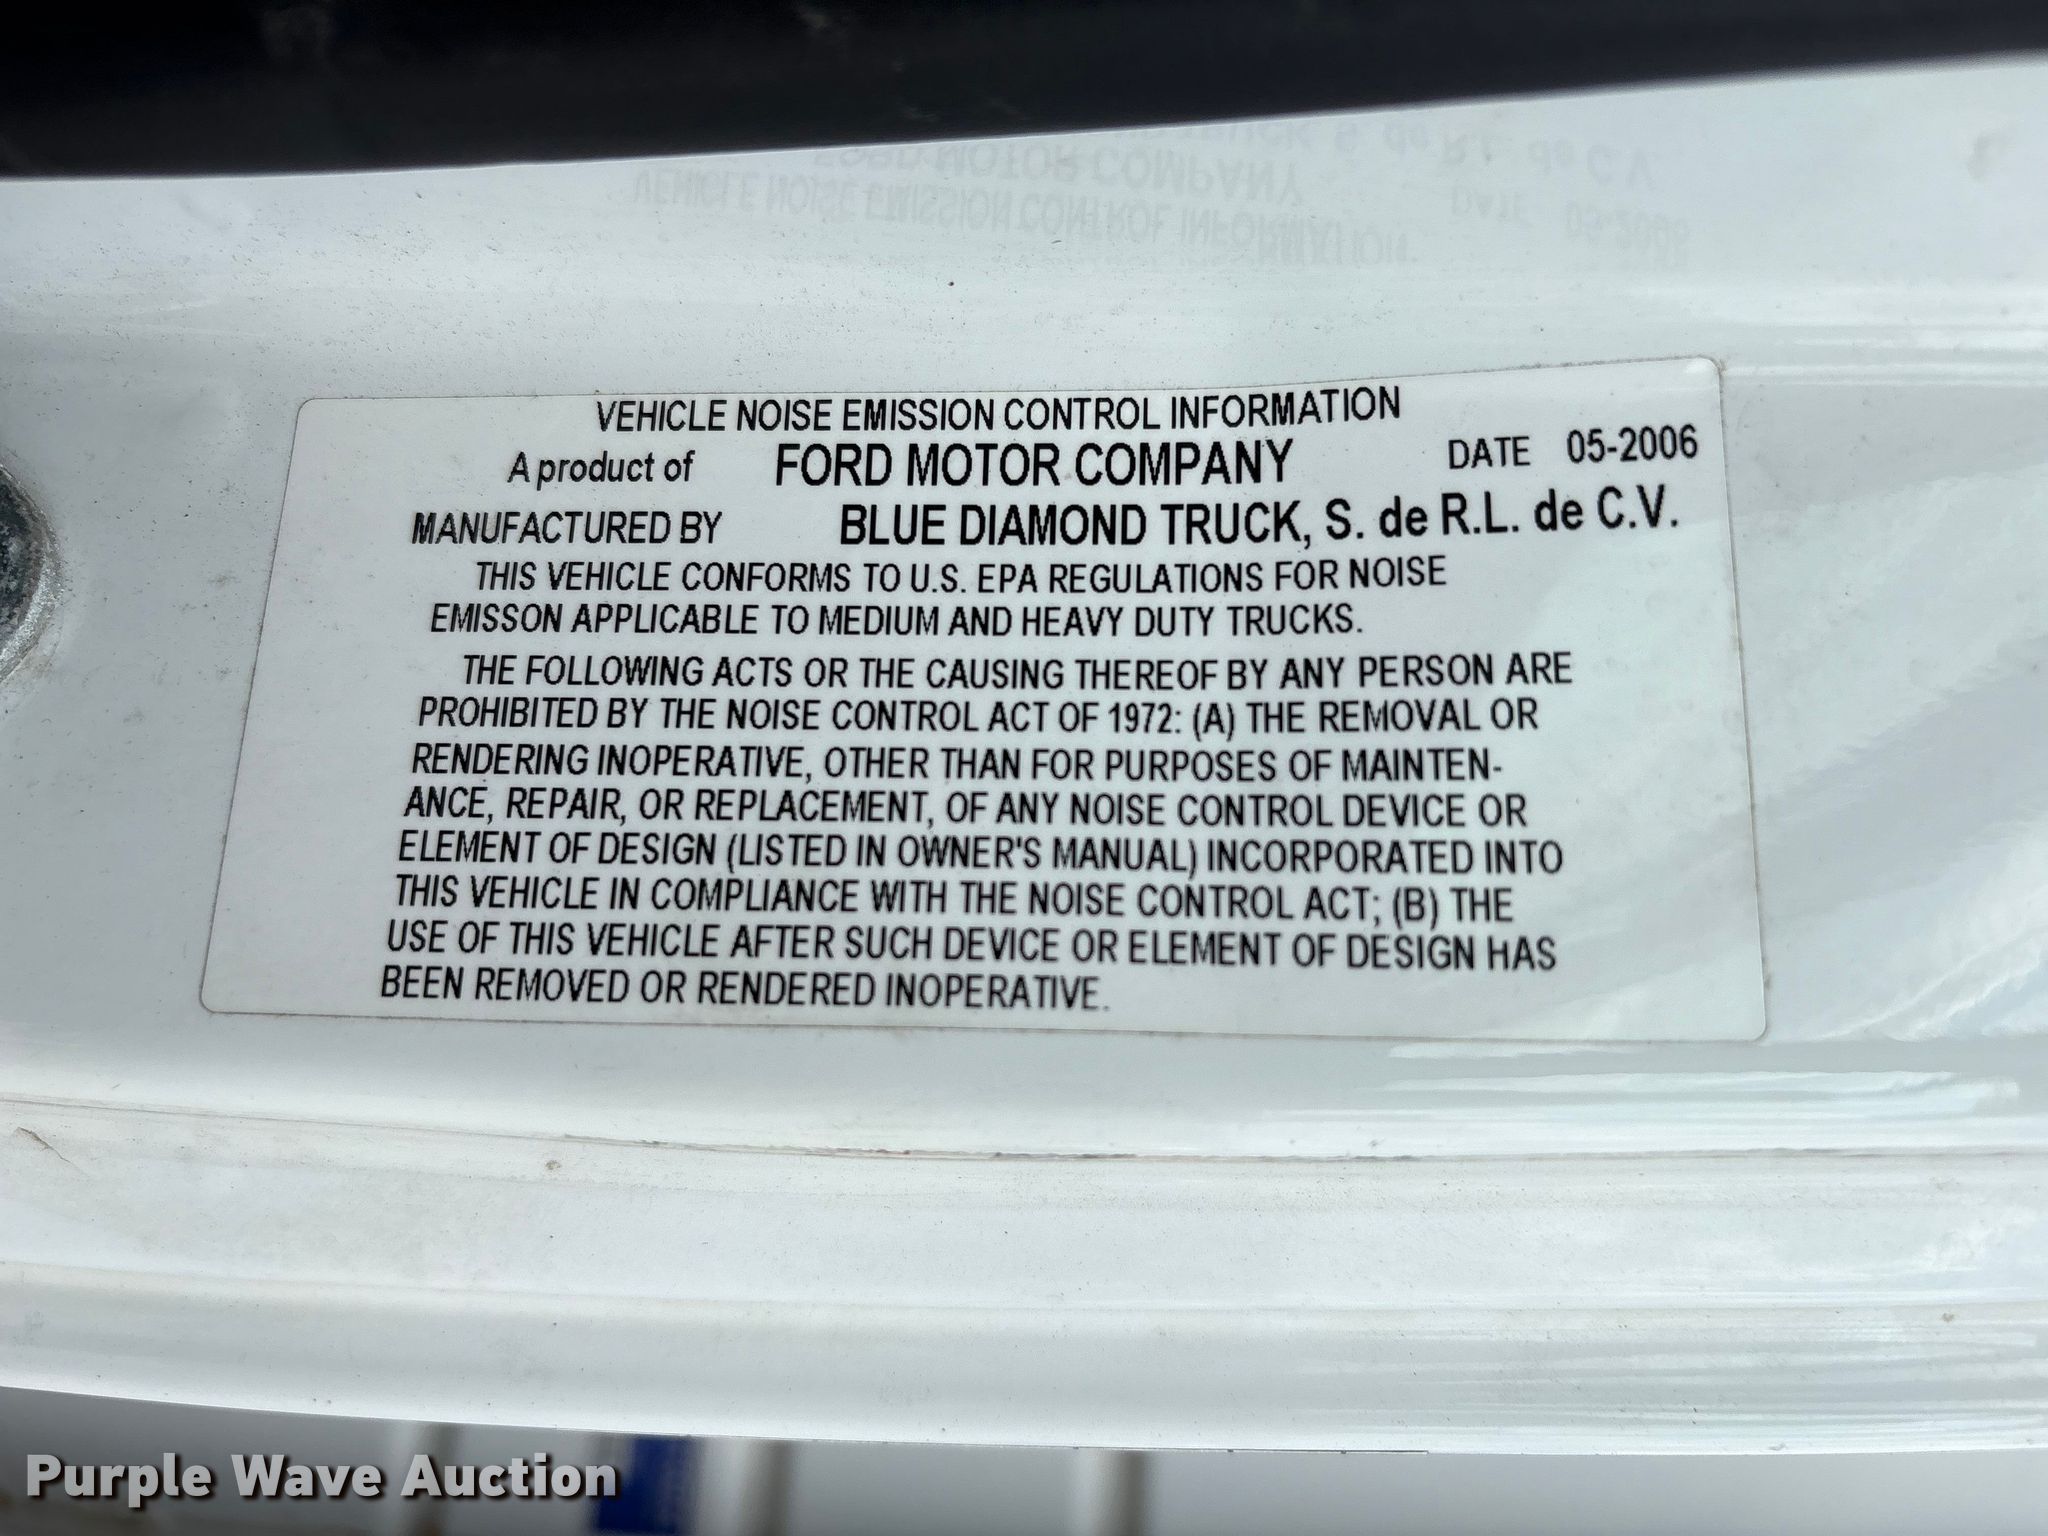 VEHICLE NOISE EMISSION CONTROL INFORMATION
A product of FORD MOTOR COMPANY DATE 05-2006
MANUFACTURED BY BLUE DIAMOND TRUCK, S. de R.L. de C.V.
THIS VEHICLE CONFORMS TO U.S. EPA REGULATIONS FOR NOISE
EMISSON APPLICABLE TO MEDIUM AND HEAVY DUTY TRUCKS.
THE FOLLOWING ACTS OR THE CAUSING THEREOF BY ANY PERSON ARE
PROHIBITED BY THE NOISE CONTROL ACT OF 1972: (A) THE REMOVAL OR
RENDERING INOPERATIVE, OTHER THAN FOR PURPOSES OF MAINTEN-
ANCE, REPAIR, OR REPLACEMENT, OF ANY NOISE CONTROL DEVICE OR
ELEMENT OF DESIGN (LISTED IN OWNER'S MANUAL) INCORPORATED INTO
THIS VEHICLE IN COMPLIANCE WITH THE NOISE CONTROL ACT; (B) THE
USE OF THIS VEHICLE AFTER SUCH DEVICE OR ELEMENT OF DESIGN HAS
BEEN REMOVED OR RENDERED INOPERATIVE.
Purple Wave Auction